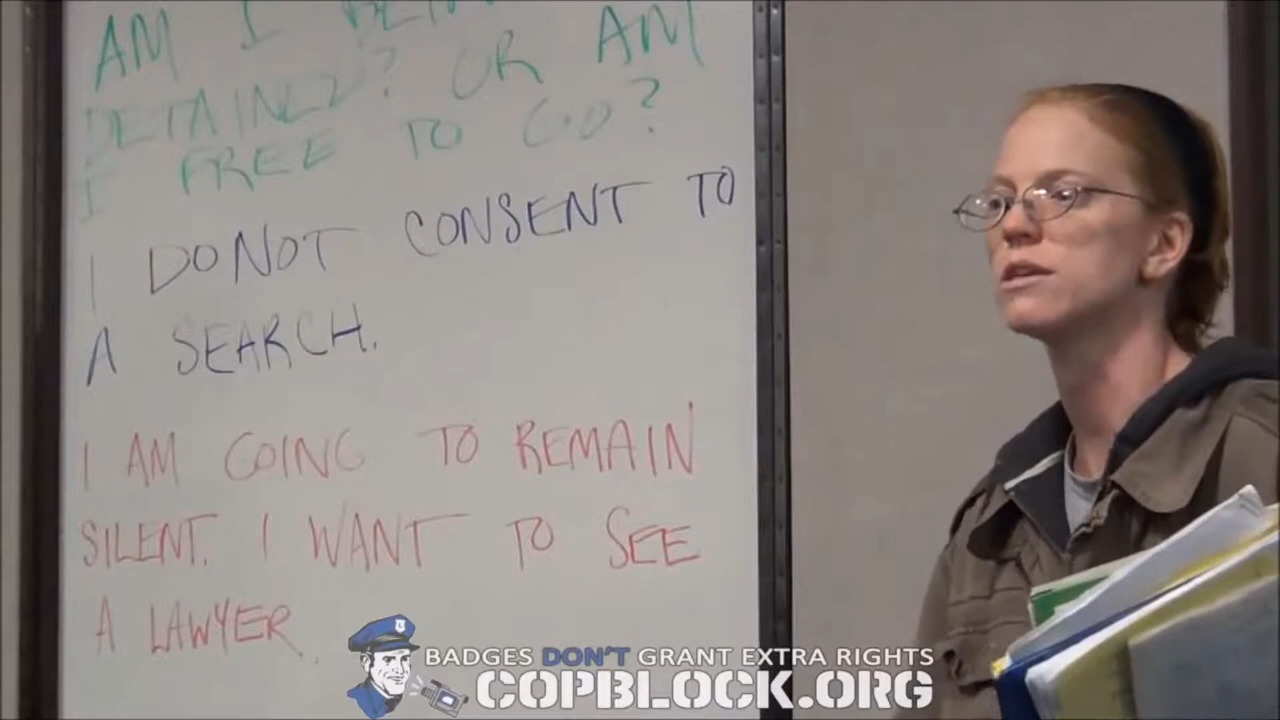 AM I BEING
DETAINED? OR AM
I FREE TO GO?
I DO NOT CONSENT TO
A SEARCH.
I AM GOING TO REMAIN
SILENT. I WANT TO SEE
A LAWYER.
BADGES DON'T GRANT EXTRA RIGHTS
COPBLOCK.ORG